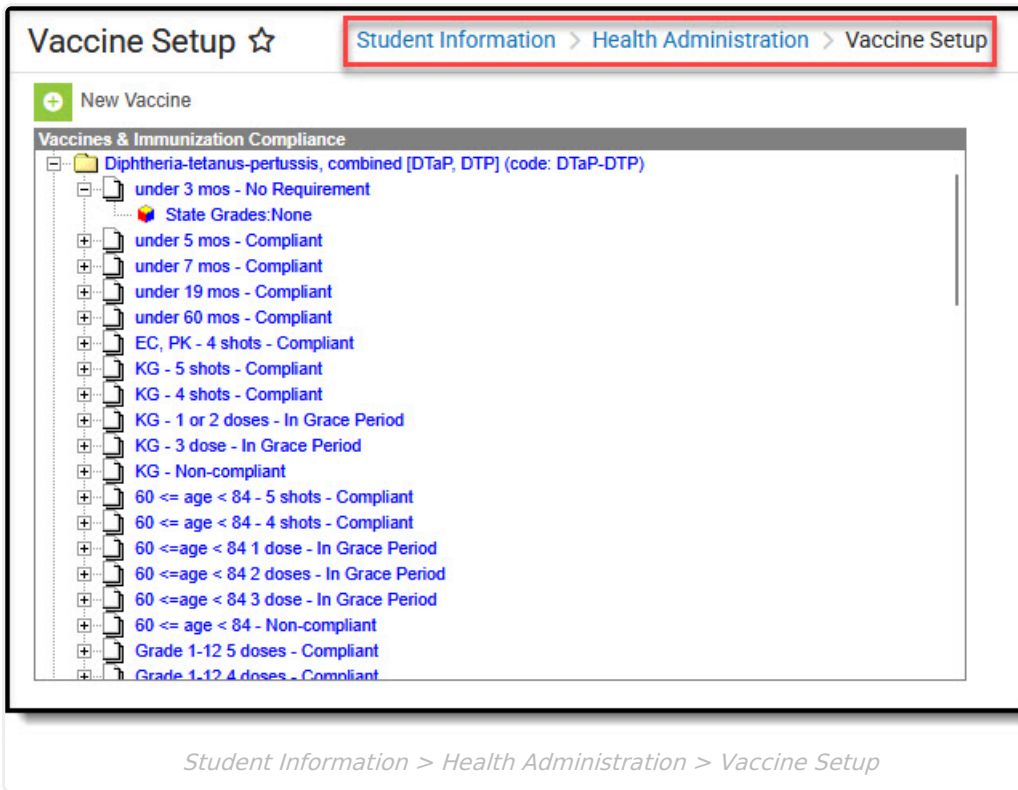 Vaccine Setup ☆ Student Information > Health Administration > Vaccine Setup
New Vaccine
Vaccines & Immunization Compliance
Diphtheria-tetanus-pertussis, combined [DTaP, DTP] (code: DTaP-DTP)
under 3 mos - No Requirement
State Grades:None
under 5 mos - Compliant
under 7 mos - Compliant
under 19 mos - Compliant
under 60 mos - Compliant
EC, PK - 4 shots - Compliant
KG - 5 shots - Compliant
KG - 4 shots - Compliant
KG - 1 or 2 doses - In Grace Period
KG - 3 dose - In Grace Period
KG - Non-compliant
60 <= age < 84 - 5 shots - Compliant
60 <= age < 84 - 4 shots - Compliant
60 <=age < 84 1 dose - In Grace Period
60 <=age < 84 2 doses - In Grace Period
60 <=age < 84 3 dose - In Grace Period
60 <= age < 84 - Non-compliant
Grade 1-12 5 doses - Compliant
Grade 1-12 4 doses - Compliant
Student Information > Health Administration > Vaccine Setup